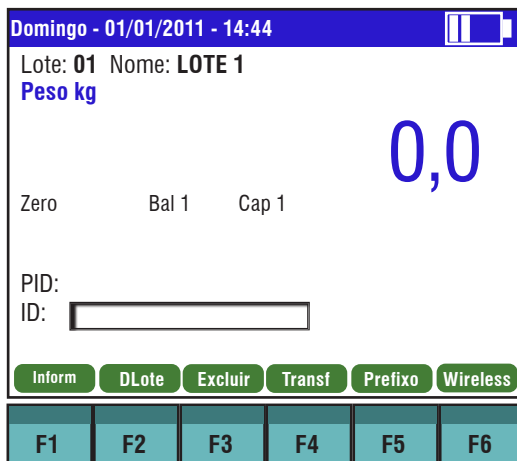 Domingo - 01/01/2011 - 14:44
Lote: 01 Nome: LOTE 1
Peso kg
0,0
Zero Bal 1 Cap 1
PID:
ID:
Inform DLote Excluir Transf Prefixo Wireless
F1 F2 F3 F4 F5 F6